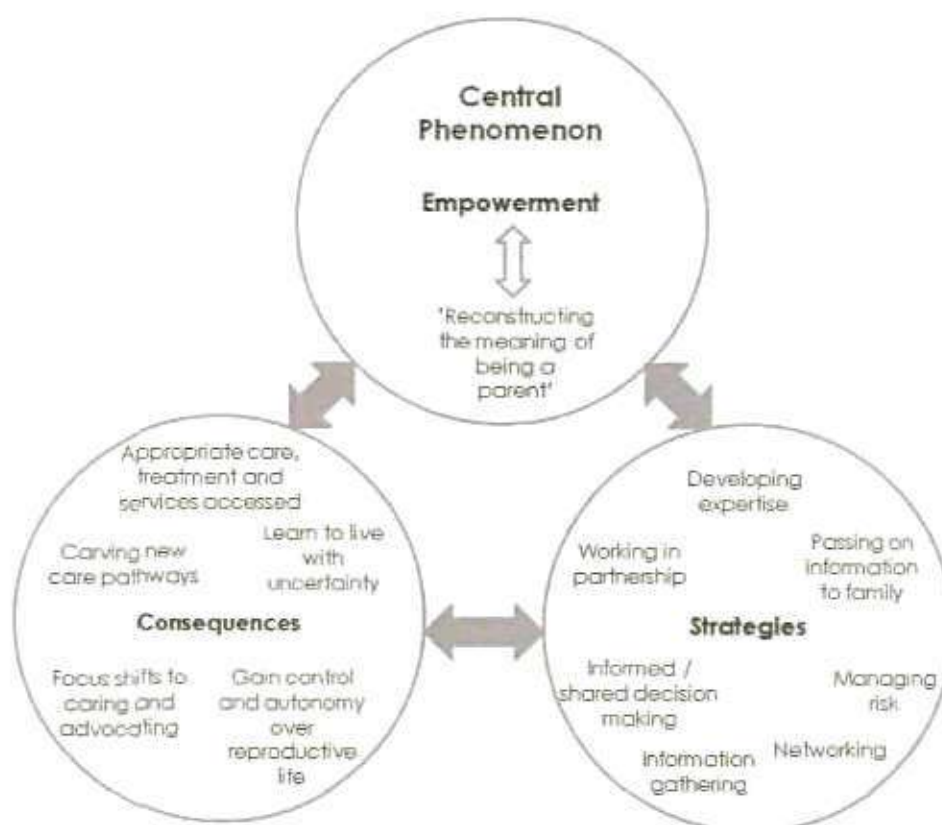 Central
Phenomenon
Empowerment
'Reconstructing
the meaning of
being a
parent'
Appropriate care,
treatment and
services accessed
Carving new
care pathways
Learn to live
with
uncertainty
Consequences
Focus shifts to
caring and
advocating
Gain control
and autonomy
over
reproductive
life
Developing
expertise
Working in
partnership
Passing on
information
to family
Strategies
Informed /
shared decision
making
Managing
risk
Information
gathering
Networking